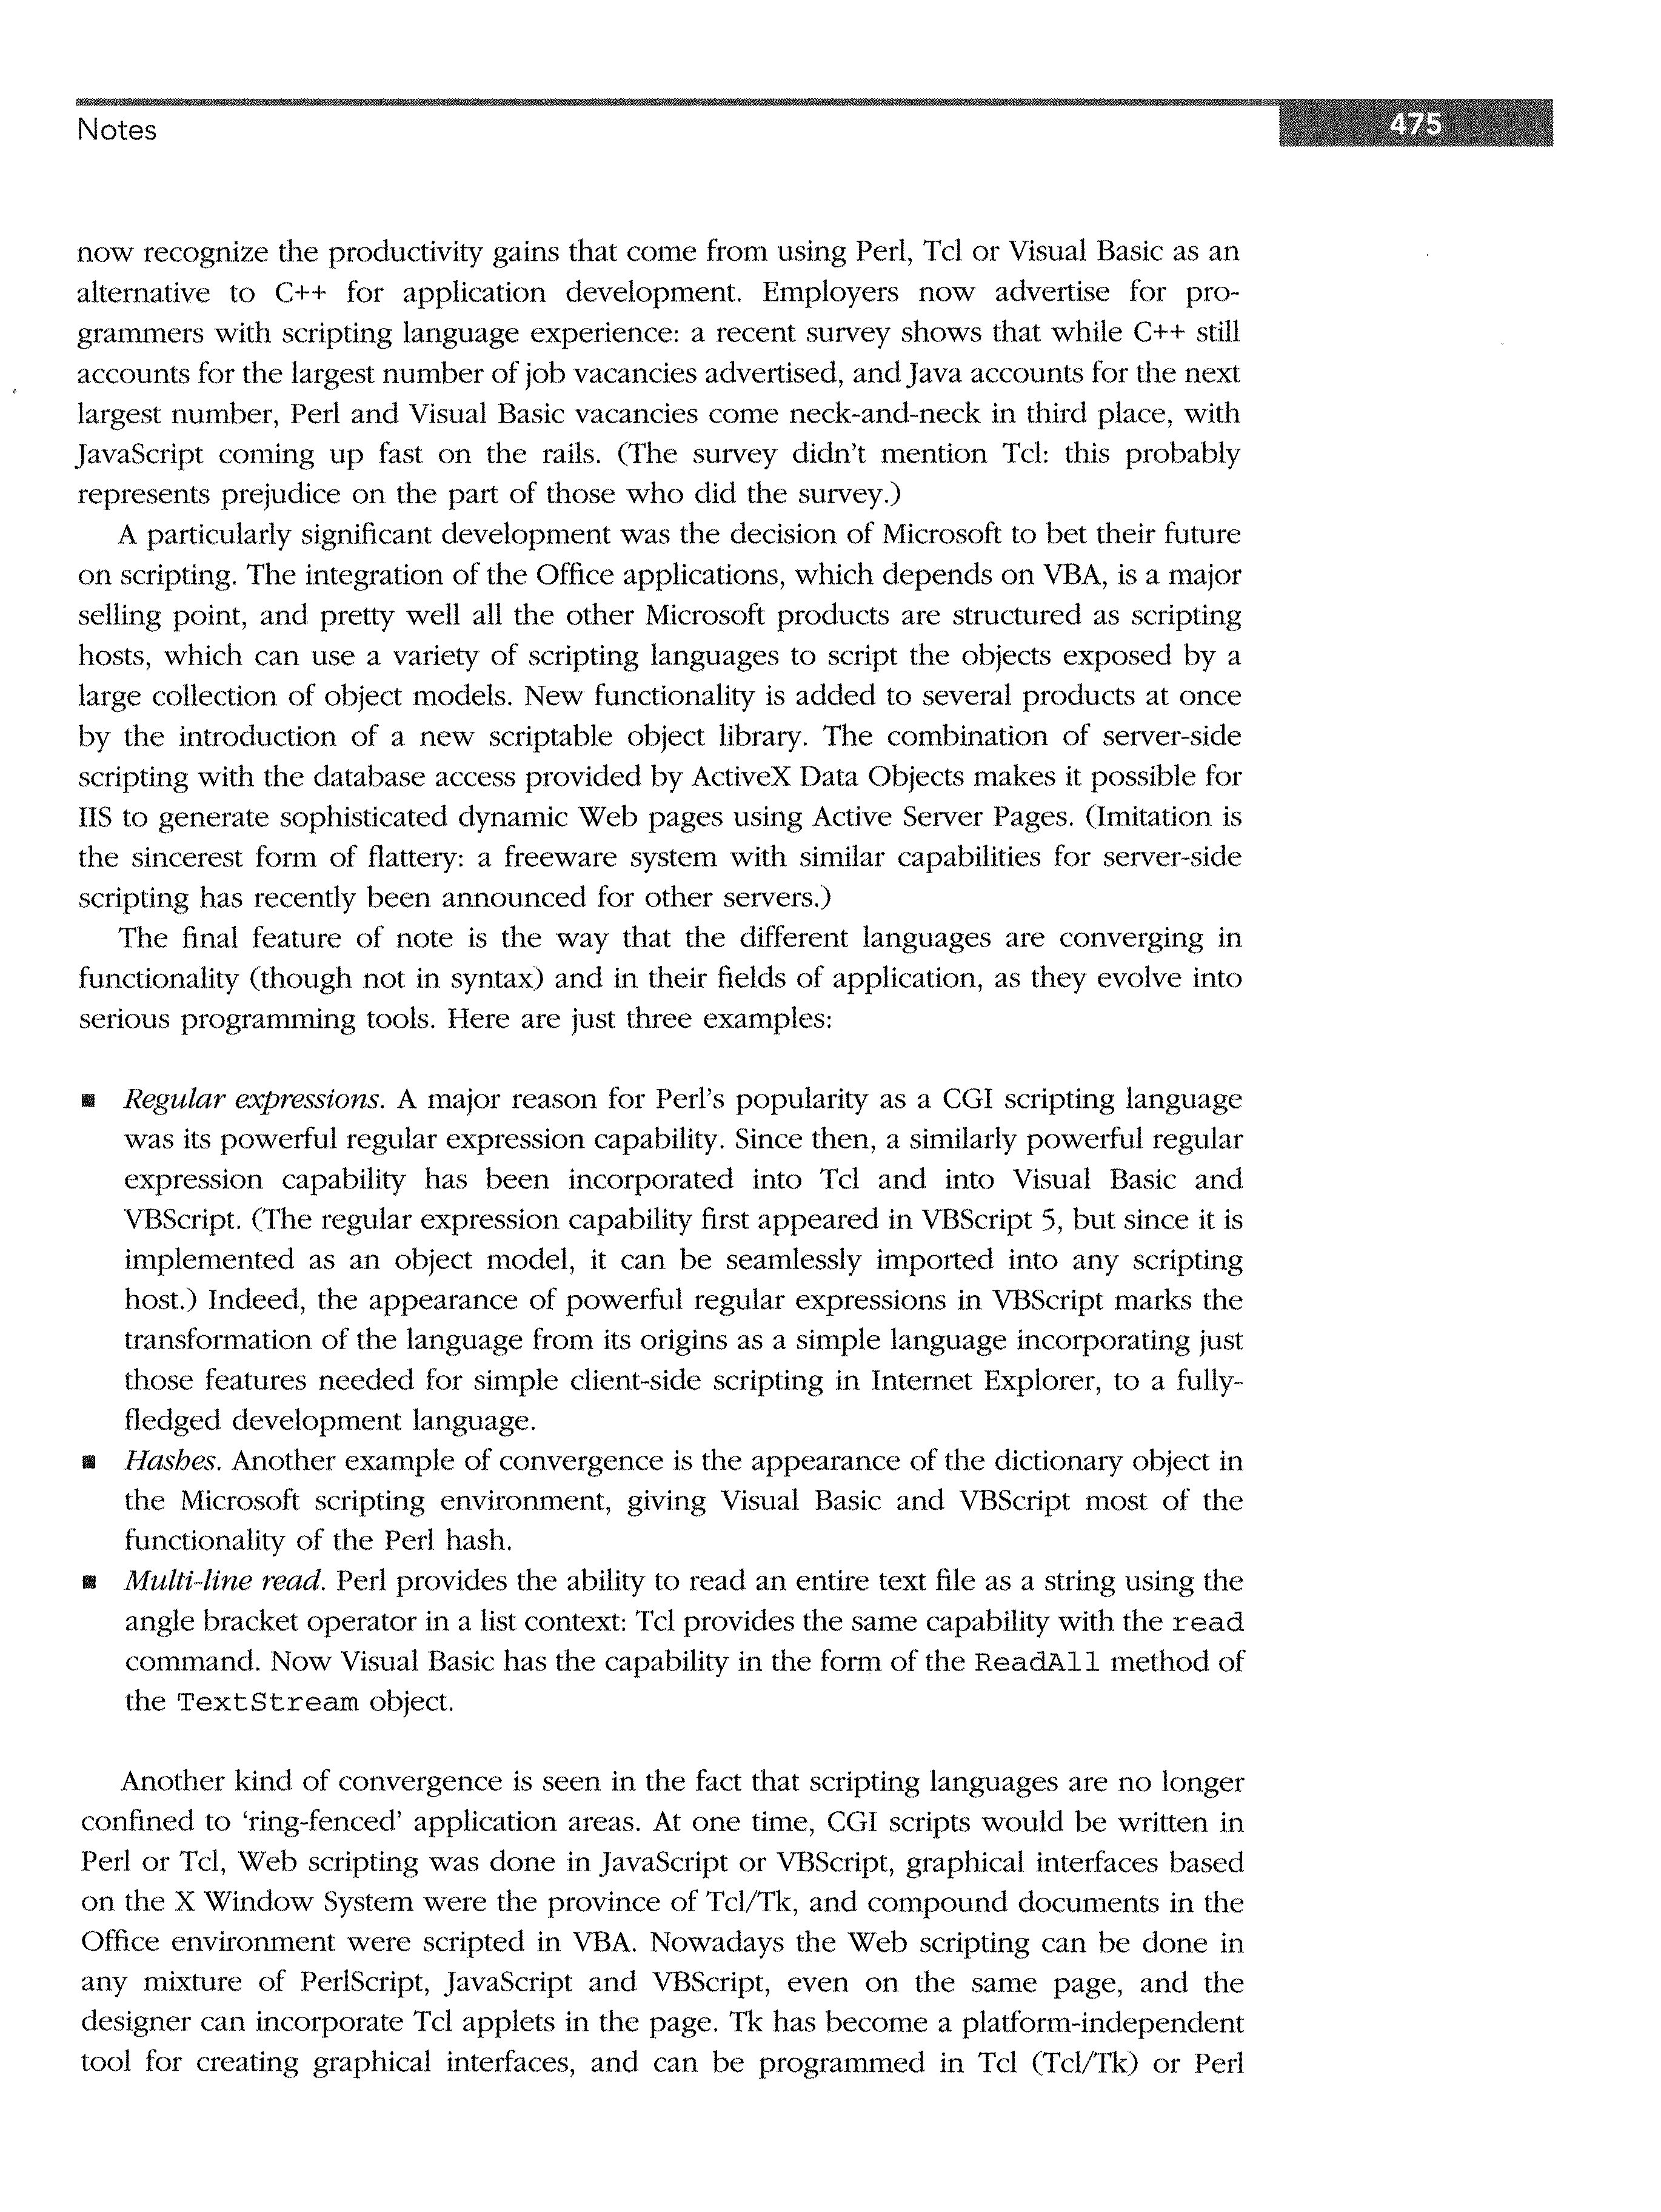 Notes
475
now recognize the productivity gains that come from using Perl, Tcl or Visual Basic as an
alternative to C++ for application development. Employers now advertise for pro-
grammers with scripting language experience: a recent survey shows that while C++ still
accounts for the largest number of job vacancies advertised, and Java accounts for the next
largest number, Perl and Visual Basic vacancies come neck-and-neck in third place, with
JavaScript coming up fast on the rails. (The survey didn't mention Tcl: this probably
represents prejudice on the part of those who did the survey.)
A particularly significant development was the decision of Microsoft to bet their future
on scripting. The integration of the Office applications, which depends on VBA, is a major
selling point, and pretty well all the other Microsoft products are structured as scripting
hosts, which can use a variety of scripting languages to script the objects exposed by a
large collection of object models. New functionality is added to several products at once
by the introduction of a new scriptable object library. The combination of server-side
scripting with the database access provided by ActiveX Data Objects makes it possible for
IIS to generate sophisticated dynamic Web pages using Active Server Pages. (Imitation is
the sincerest form of flattery: a freeware system with similar capabilities for server-side
scripting has recently been announced for other servers.)
The final feature of note is the way that the different languages are converging in
functionality (though not in syntax) and in their fields of application, as they evolve into
serious programming tools. Here are just three examples:
■ Regular expressions. A major reason for Perl's popularity as a CGI scripting language
was its powerful regular expression capability. Since then, a similarly powerful regular
expression capability has been incorporated into Tcl and into Visual Basic and
VBScript. (The regular expression capability first appeared in VBScript 5, but since it is
implemented as an object model, it can be seamlessly imported into any scripting
host.) Indeed, the appearance of powerful regular expressions in VBScript marks the
transformation of the language from its origins as a simple language incorporating just
those features needed for simple client-side scripting in Internet Explorer, to a fully-
fledged development language.
■ Hashes. Another example of convergence is the appearance of the dictionary object in
the Microsoft scripting environment, giving Visual Basic and VBScript most of the
functionality of the Perl hash.
■ Multi-line read. Perl provides the ability to read an entire text file as a string using the
angle bracket operator in a list context: Tcl provides the same capability with the read
command. Now Visual Basic has the capability in the form of the ReadAll method of
the TextStream object.
Another kind of convergence is seen in the fact that scripting languages are no longer
confined to 'ring-fenced' application areas. At one time, CGI scripts would be written in
Perl or Tcl, Web scripting was done in JavaScript or VBScript, graphical interfaces based
on the X Window System were the province of Tcl/Tk, and compound documents in the
Office environment were scripted in VBA. Nowadays the Web scripting can be done in
any mixture of PerlScript, JavaScript and VBScript, even on the same page, and the
designer can incorporate Tcl applets in the page. Tk has become a platform-independent
tool for creating graphical interfaces, and can be programmed in Tcl (Tcl/Tk) or Perl